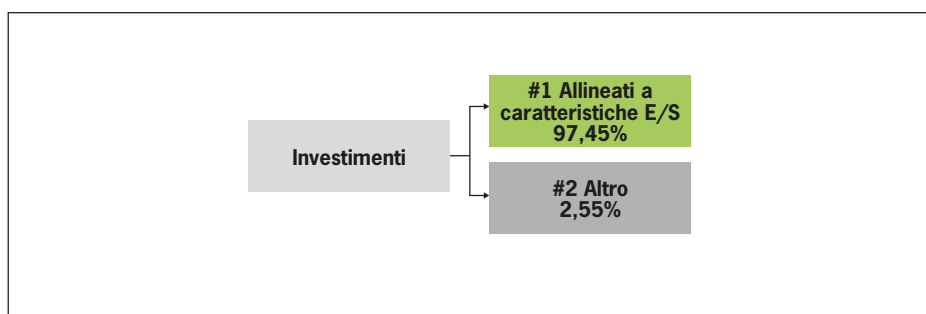 Investimenti
#1 Allineati a
caratteristiche E/S
97,45%
#2 Altro
2,55%